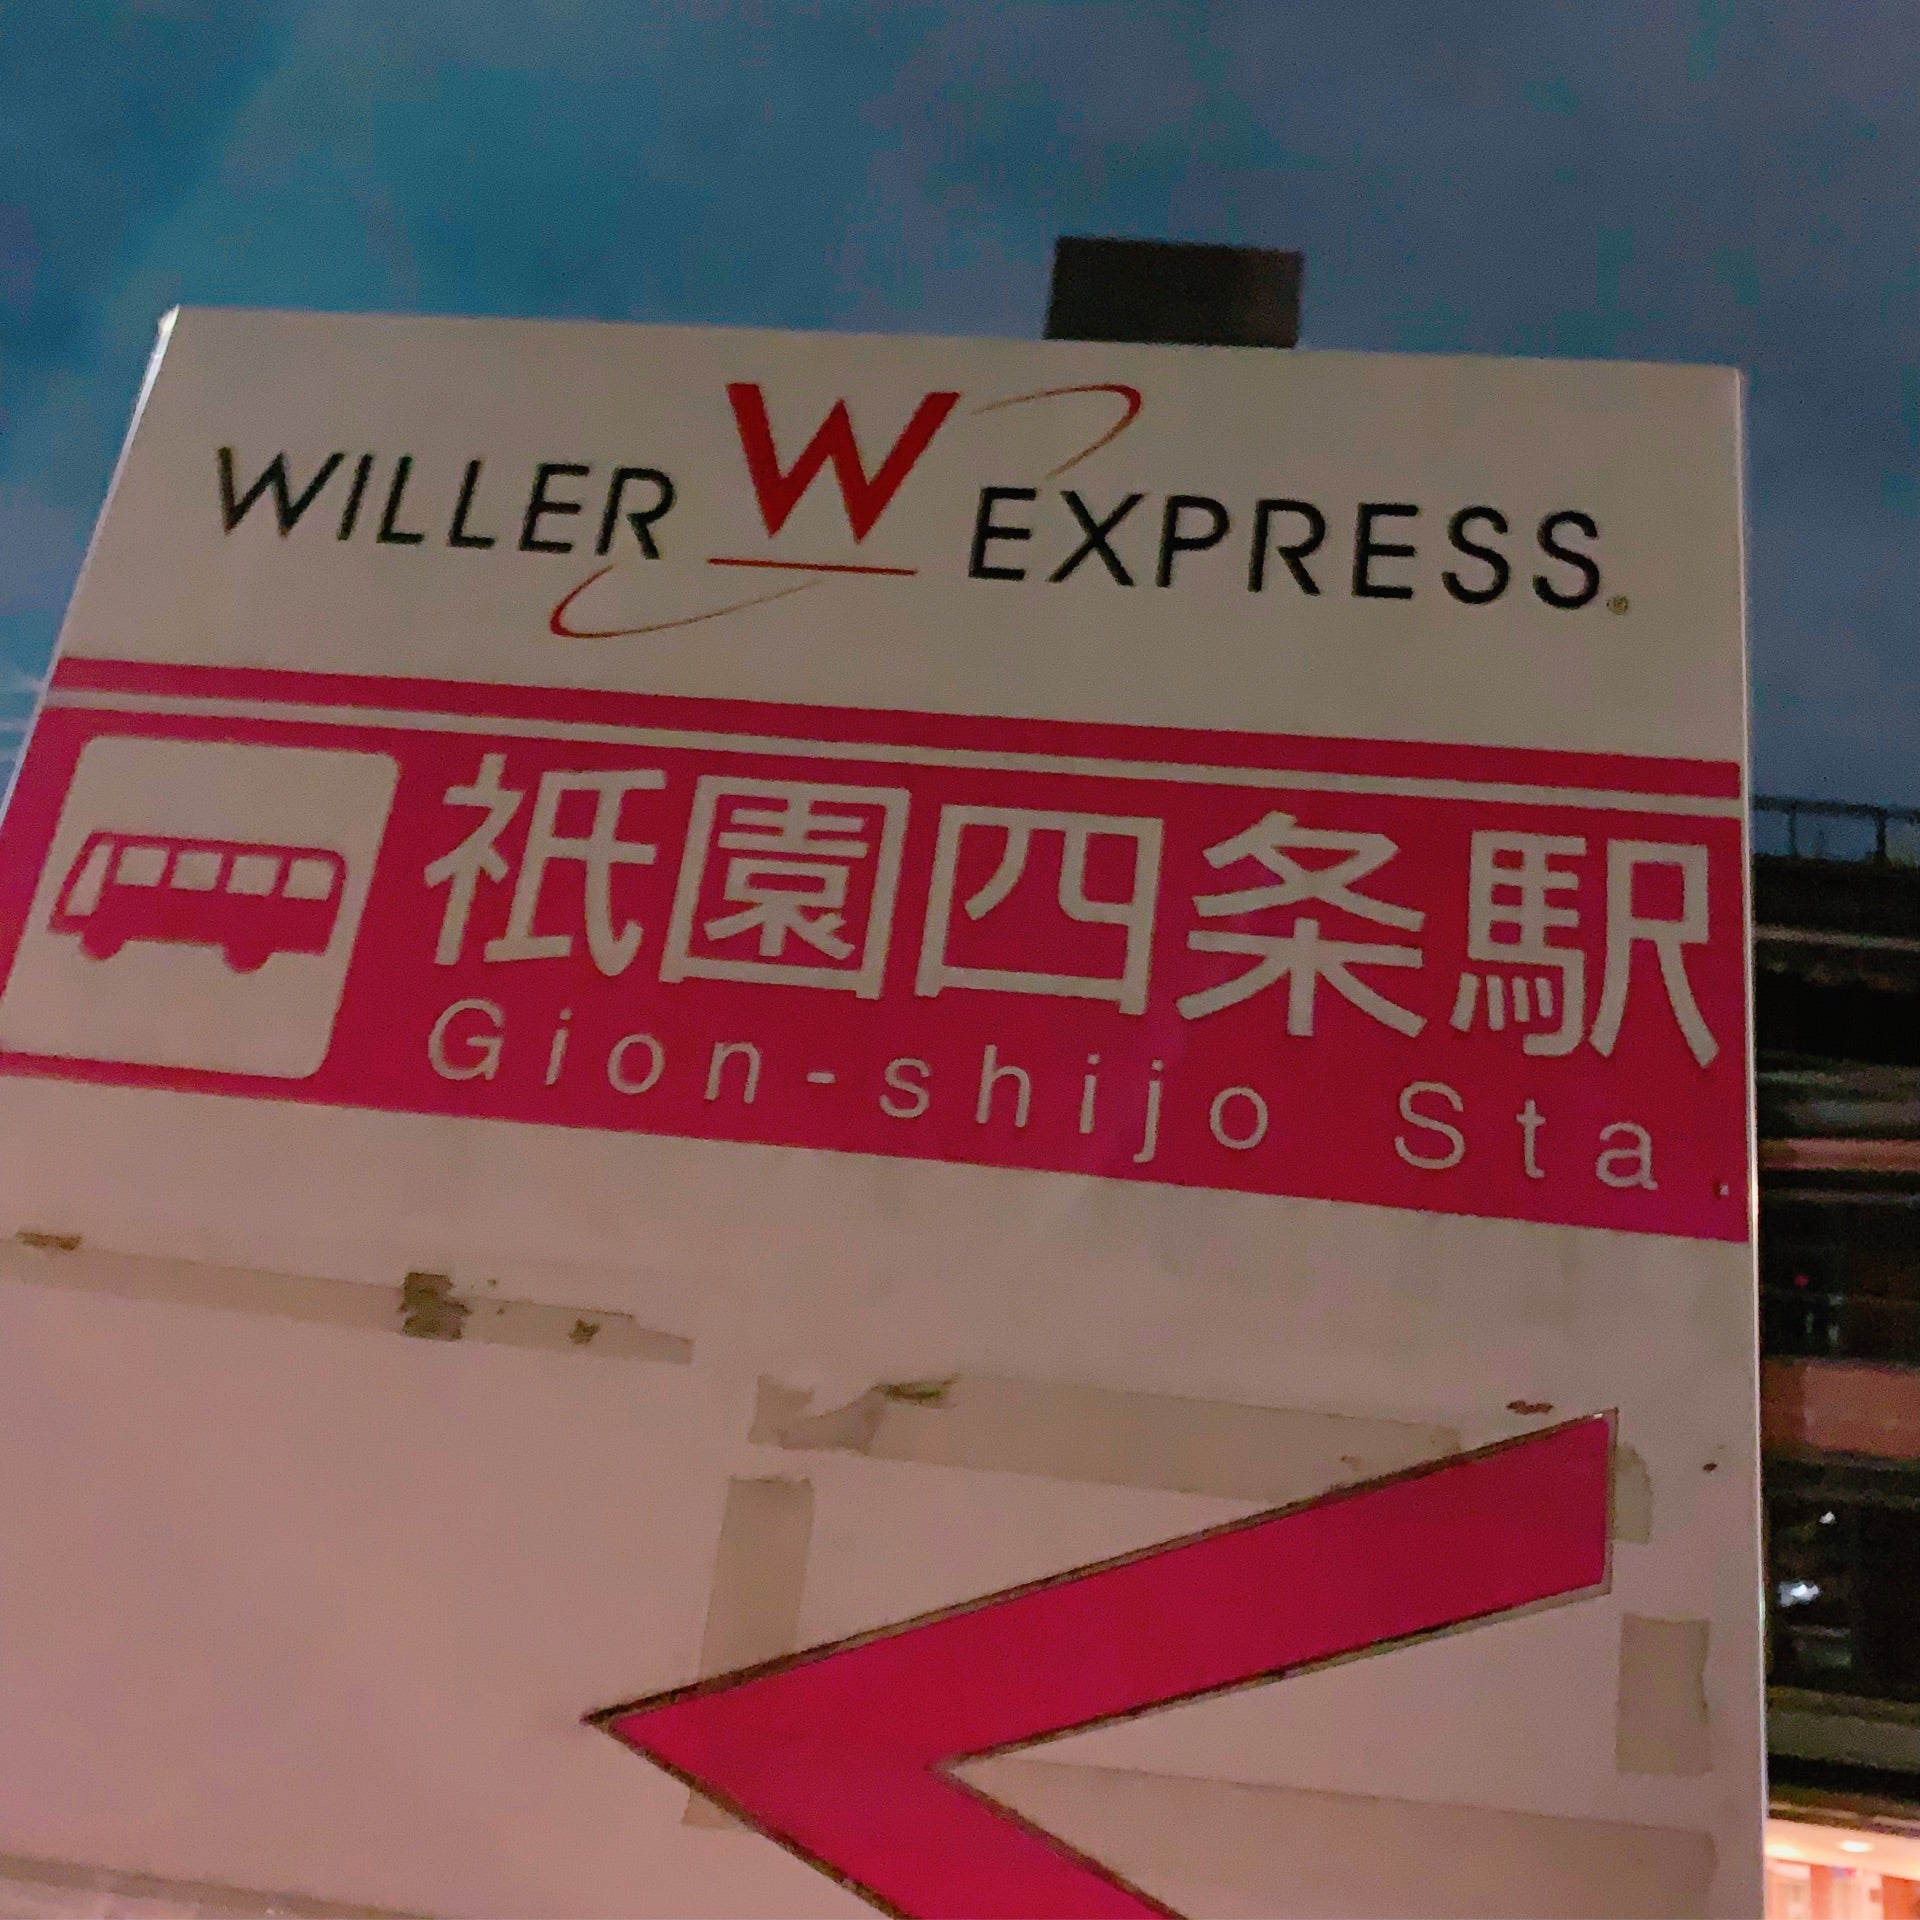 WILLER W EXPRESS®
祇園四条駅
Gion-shijo Sta.